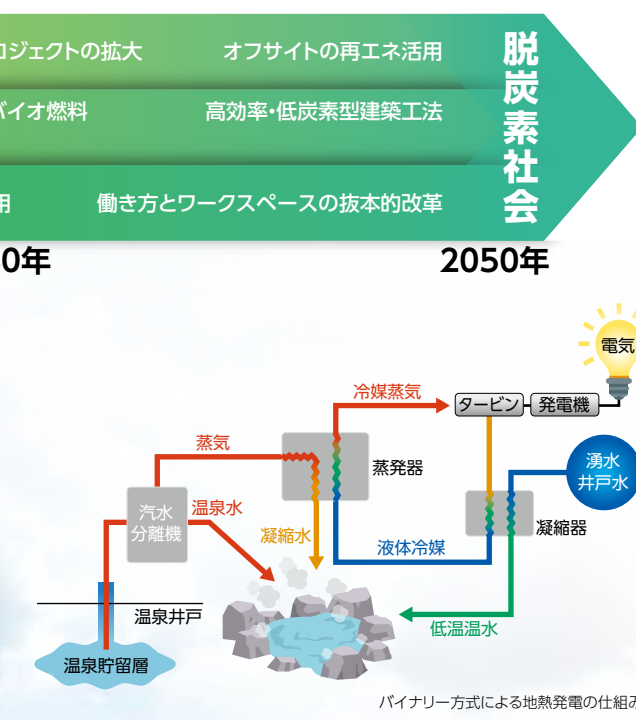 ロジェクトの拡大
オフサイトの再エネ活用
バイオ燃料
高効率・低炭素型建築工法
用
働き方とワークスペースの抜本的改革
脱炭素社会
0年
2050年
電気
冷媒蒸気
タービン
発電機
蒸気
蒸発器
湧水
井戸水
汽水
分離機
温泉水
凝縮水
液体冷媒
凝縮器
温泉井戸
低温温水
温泉貯留層
バイナリー方式による地熱発電の仕組み